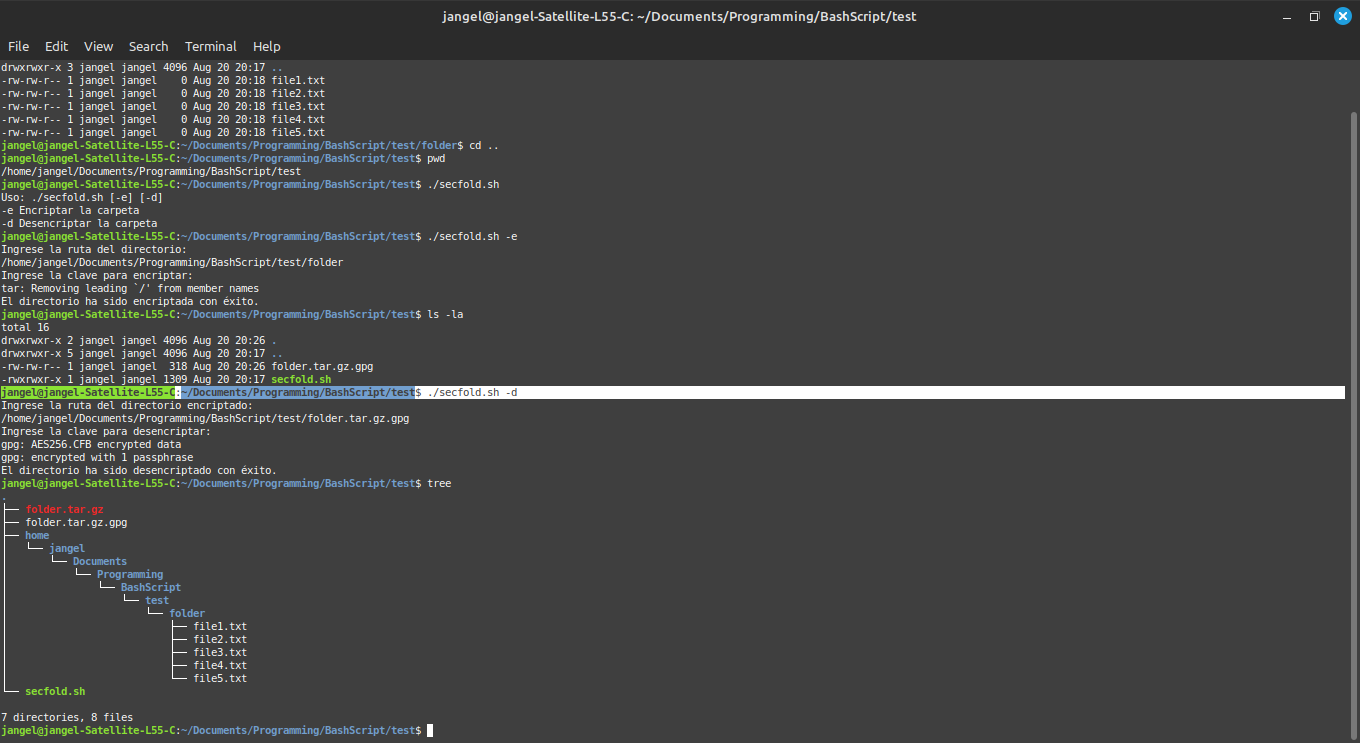 jangel@jangel-Satellite-L55-C: ~/Documents/Programming/BashScript/test
File Edit View Search Terminal Help
drwxrwxr-x 3 jangel jangel 4096 Aug 20 20:17 ..
-rw-rw-r-- 1 jangel jangel    0 Aug 20 20:18 file1.txt
-rw-rw-r-- 1 jangel jangel    0 Aug 20 20:18 file2.txt
-rw-rw-r-- 1 jangel jangel    0 Aug 20 20:18 file3.txt
-rw-rw-r-- 1 jangel jangel    0 Aug 20 20:18 file4.txt
-rw-rw-r-- 1 jangel jangel    0 Aug 20 20:18 file5.txt
jangel@jangel-Satellite-L55-C:~/Documents/Programming/BashScript/test/folder$ cd ..
jangel@jangel-Satellite-L55-C:~/Documents/Programming/BashScript/test$ pwd
/home/jangel/Documents/Programming/BashScript/test
jangel@jangel-Satellite-L55-C:~/Documents/Programming/BashScript/test$ ./secfold.sh
Uso: ./secfold.sh [-e] [-d]
-e Encriptar la carpeta
-d Desencriptar la carpeta
jangel@jangel-Satellite-L55-C:~/Documents/Programming/BashScript/test$ ./secfold.sh -e
Ingrese la ruta del directorio:
/home/jangel/Documents/Programming/BashScript/test/folder
Ingrese la clave para encriptar:
tar: Removing leading `/' from member names
El directorio ha sido encriptada con éxito.
jangel@jangel-Satellite-L55-C:~/Documents/Programming/BashScript/test$ ls -la
total 16
drwxrwxr-x 2 jangel jangel 4096 Aug 20 20:26 .
drwxrwxr-x 5 jangel jangel 4096 Aug 20 20:17 ..
-rw-rw-r-- 1 jangel jangel  318 Aug 20 20:26 folder.tar.gz.gpg
-rwxrwxr-x 1 jangel jangel 1309 Aug 20 20:17 secfold.sh
jangel@jangel-Satellite-L55-C:~/Documents/Programming/BashScript/test$ ./secfold.sh -d
Ingrese la ruta del directorio encriptado:
/home/jangel/Documents/Programming/BashScript/test/folder.tar.gz.gpg
Ingrese la clave para desencriptar:
gpg: AES256.CFB encrypted data
gpg: encrypted with 1 passphrase
El directorio ha sido desencriptado con éxito.
jangel@jangel-Satellite-L55-C:~/Documents/Programming/BashScript/test$ tree
.
├── folder.tar.gz
├── folder.tar.gz.gpg
├── home
│   └── jangel
│       └── Documents
│           └── Programming
│               └── BashScript
│                   └── test
│                       └── folder
│                           ├── file1.txt
│                           ├── file2.txt
│                           ├── file3.txt
│                           ├── file4.txt
│                           └── file5.txt
└── secfold.sh
7 directories, 8 files
jangel@jangel-Satellite-L55-C:~/Documents/Programming/BashScript/test$